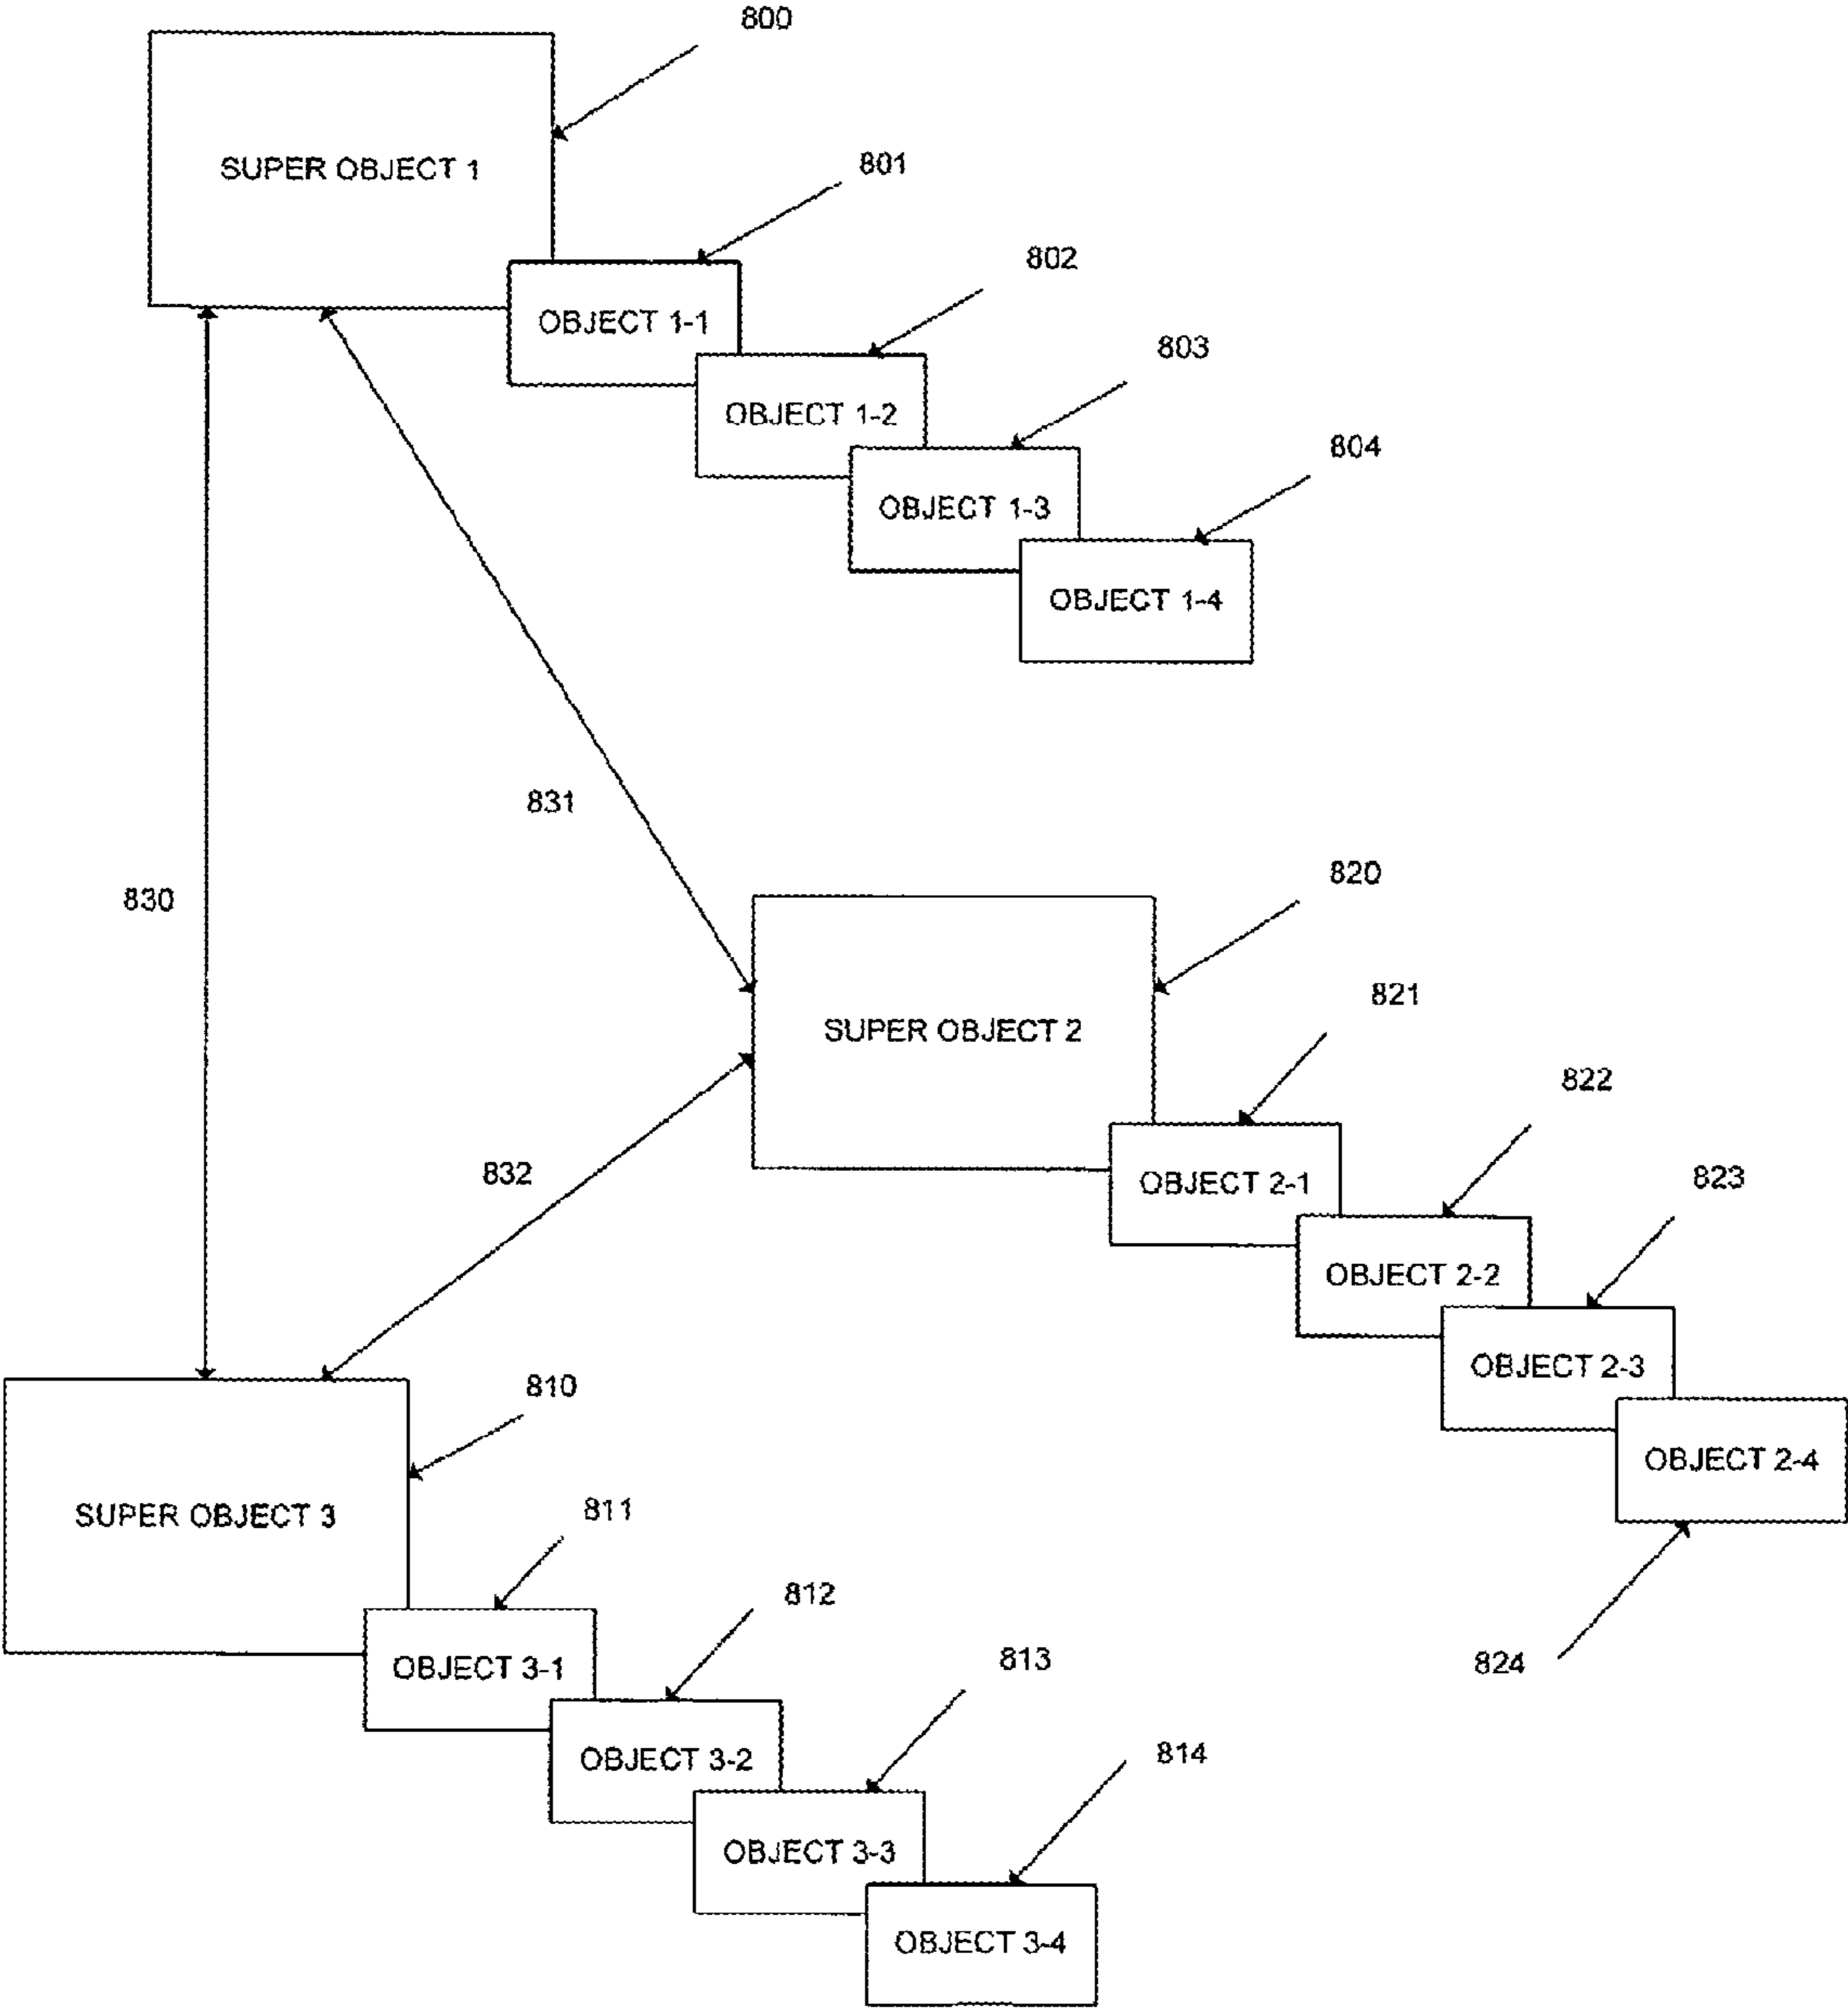 800
SUPER OBJECT 1
801
OBJECT 1-1
802
OBJECT 1-2
803
OBJECT 1-3
804
OBJECT 1-4
831
830
820
SUPER OBJECT 2
821
OBJECT 2-1
822
OBJECT 2-2
823
OBJECT 2-3
OBJECT 2-4
824
832
810
SUPER OBJECT 3
811
OBJECT 3-1
812
OBJECT 3-2
813
OBJECT 3-3
814
OBJECT 3-4